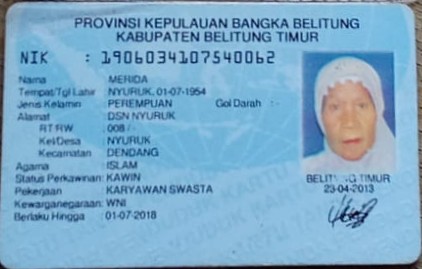 PROVINSI KEPULAUAN BANGKA BELITUNG
KABUPATEN BELITUNG TIMUR
NIK : 1906034107540062
Nama : MERIDA
Tempat/Tgl Lahir : NYURUK, 01-07-1954
Jenis Kelamin : PEREMPUAN Gol Darah : -
Alamat : DSN NYURUK
RT/RW : 008 / -
Kel/Desa : NYURUK
Kecamatan : DENDANG
Agama : ISLAM
Status Perkawinan: KAWIN
Pekerjaan : KARYAWAN SWASTA
Kewarganegaraan: WNI
Berlaku Hingga : 01-07-2018
BELITUNG TIMUR
23-04-2013